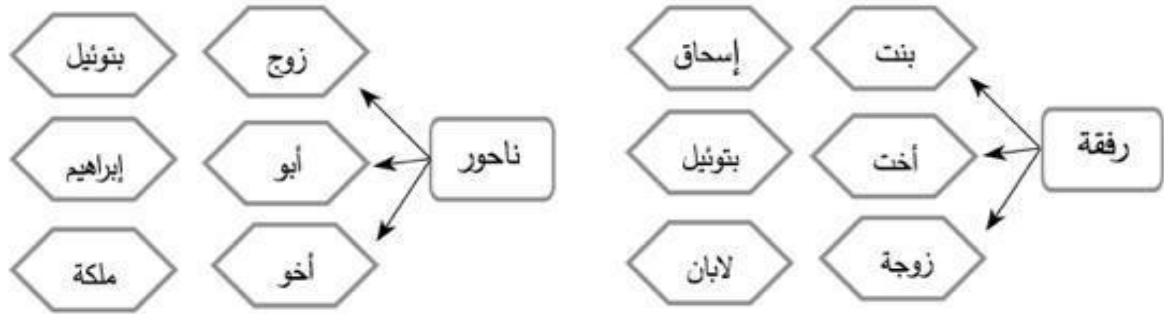 رفقة
بنت
أخت
زوجة
إسحاق
بتوئيل
لابان
ناحور
زوج
أبو
أخو
بتوئيل
إبراهيم
ملكة